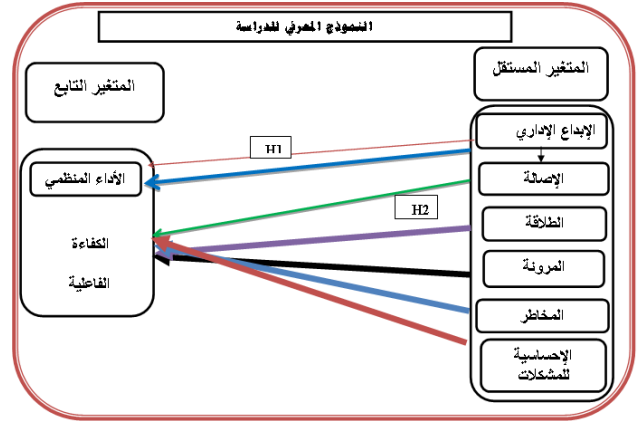 النموذج المعرفي للدراسة
المتغير المستقل
المتغير التابع
الإبداع الإداري
H1
الأداء المنظمي
الإصالة
H2
الطلاقة
الكفاءة
المرونة
الفاعلية
المخاطر
الإحساسية
للمشكلات